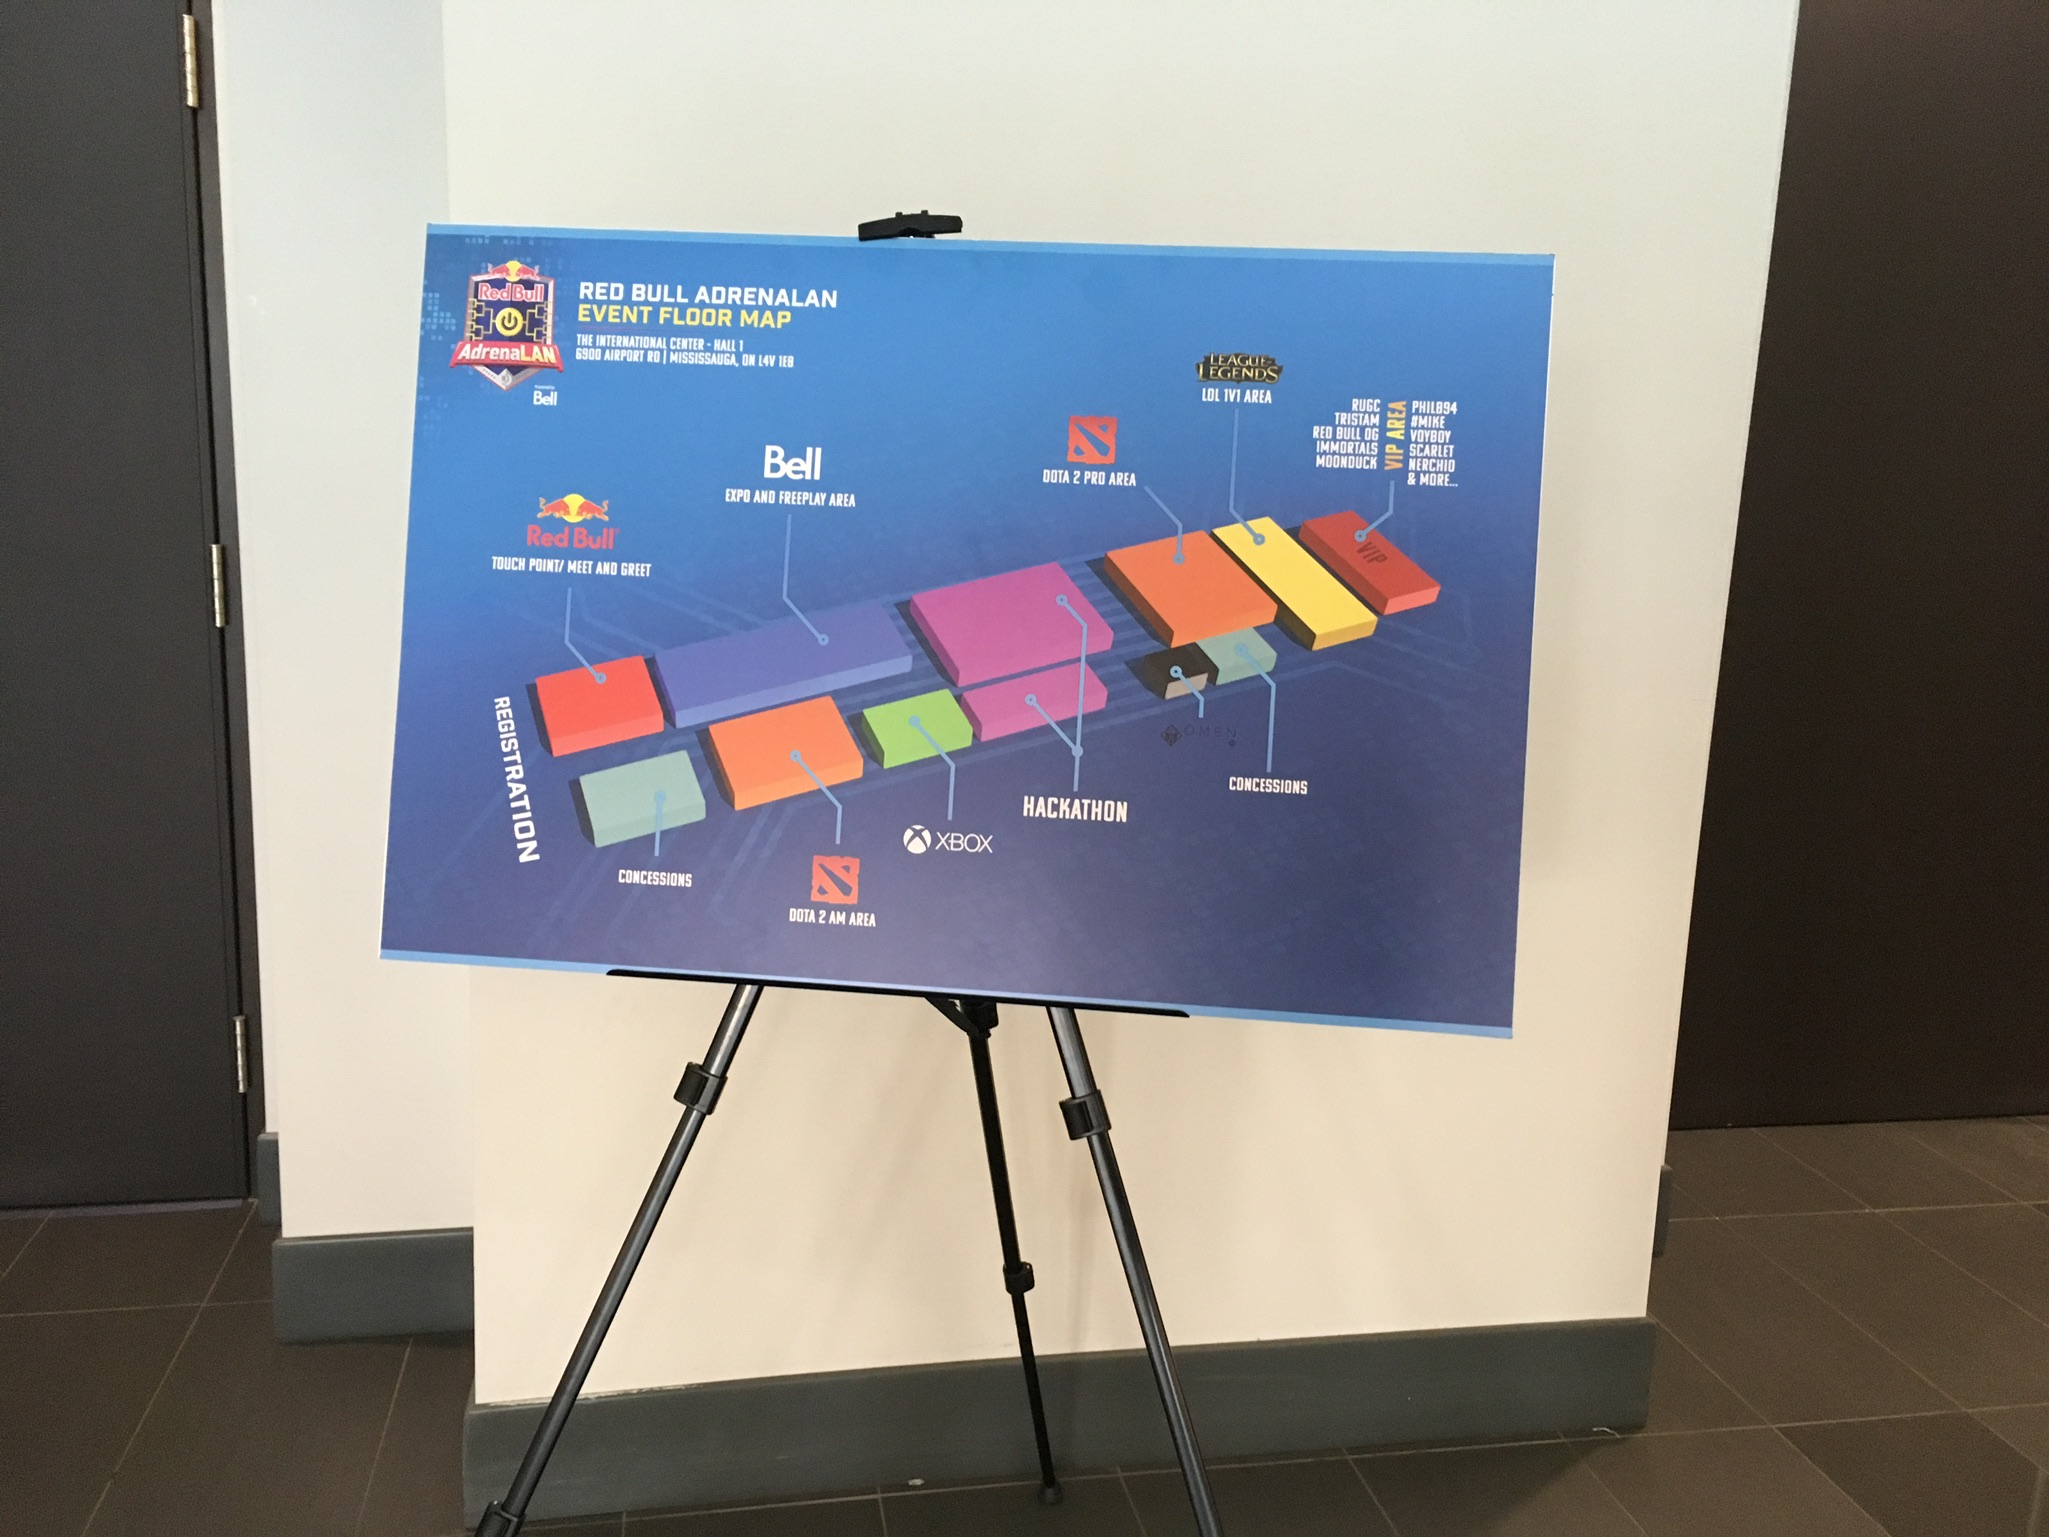 Red Bull
AdrenaLAN
Presented by
Bell
RED BULL ADRENALAN
EVENT FLOOR MAP
THE INTERNATIONAL CENTER - HALL 1
6900 AIRPORT RD | MISSISSAUGA, ON L4V 1E8
LEAGUE OF
LEGENDS
LOL 1V1 AREA
RUGC
TRISTAM
RED BULL OG
IMMORTALS
MOONDUCK
VIP AREA
PHIL894
#MIKE
VOYBOY
SCARLET
NERCHIO
& MORE...
DOTA 2 PRO AREA
Bell
EXPO AND FREEPLAY AREA
Red Bull
TOUCH POINT/ MEET AND GREET
VIP
REGISTRATION
OMEN
CONCESSIONS
HACKATHON
XBOX
CONCESSIONS
DOTA 2 AM AREA